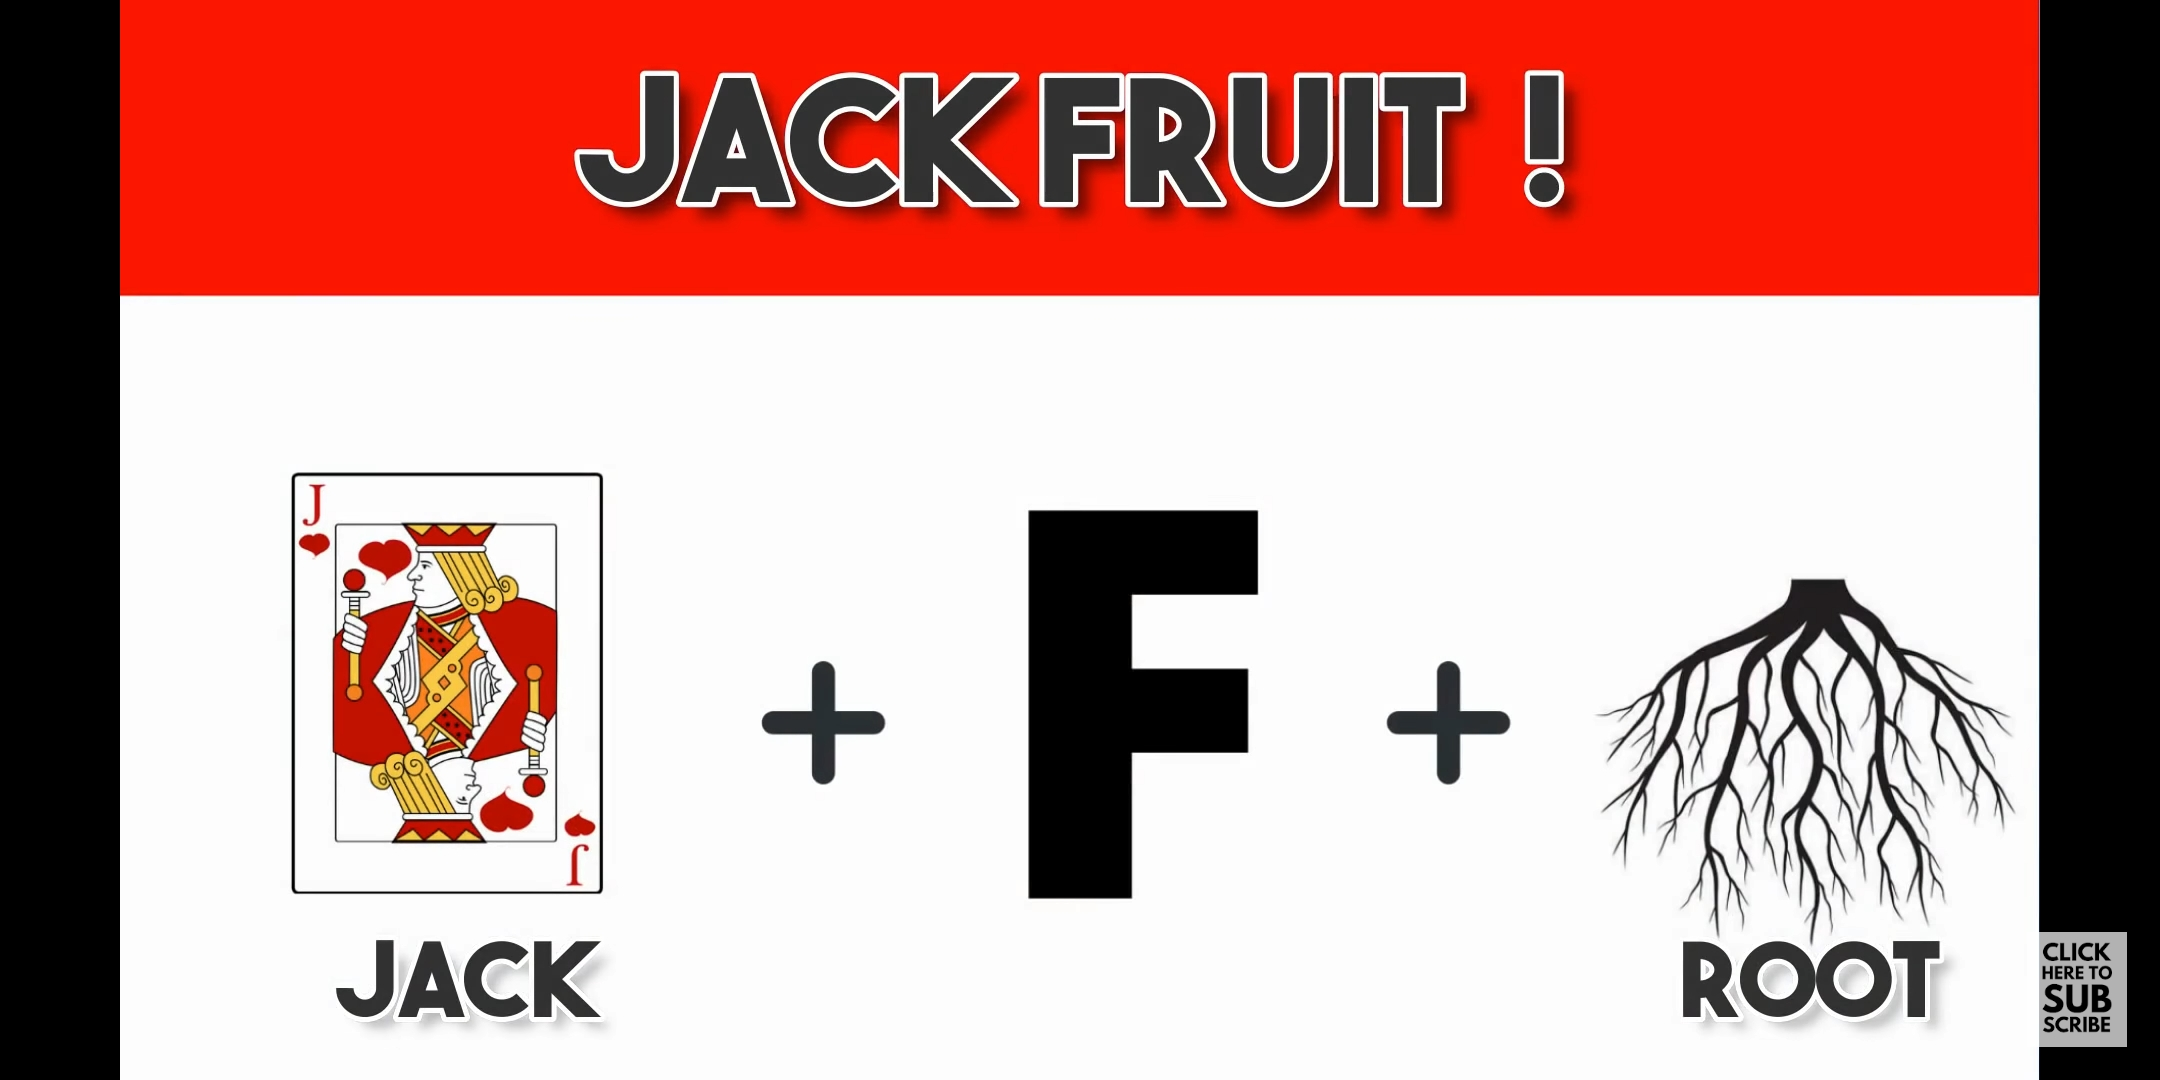 JACK FRUIT !
J
F
J
JACK
ROOT
CLICK
HERE TO
SUB
SCRIBE